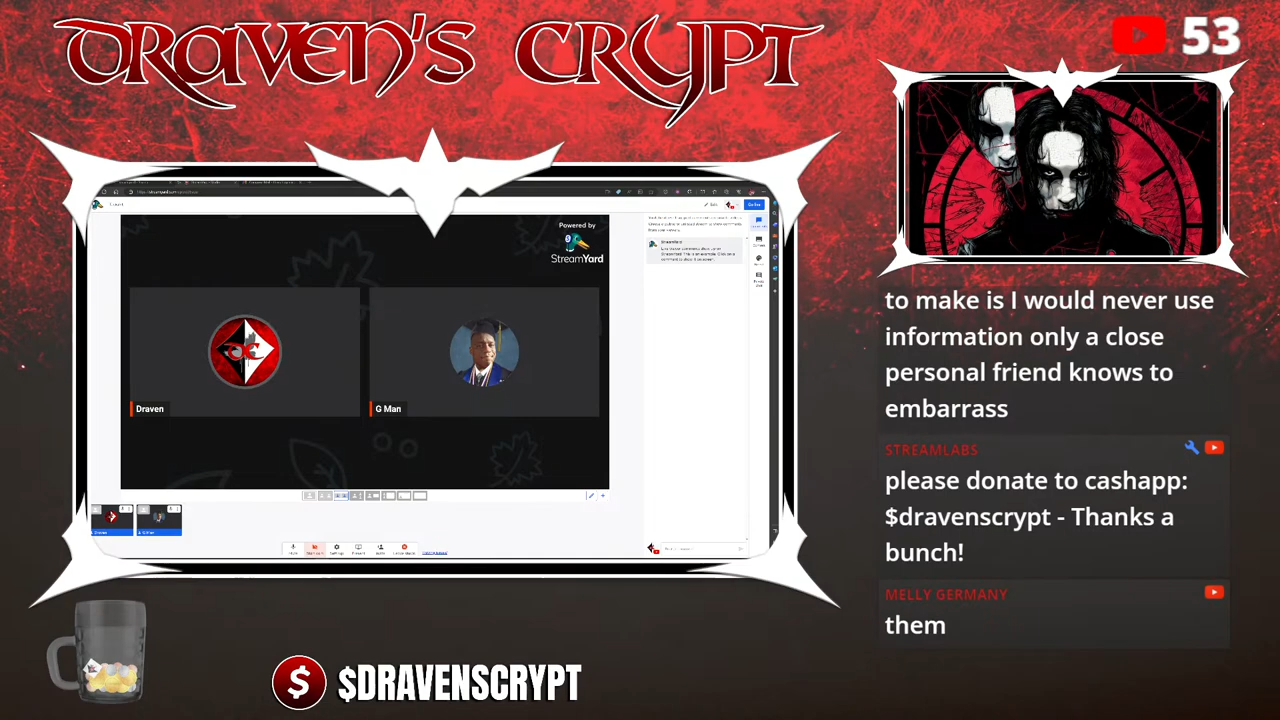 DRAVEN'S CRYPT
53
Powered by
StreamYard
Draven
G Man
to make is I would never use
information only a close
personal friend knows to
embarrass
STREAMLABS
please donate to cashapp:
$dravenscrypt - Thanks a
bunch!
MELLY GERMANY
them
$DRAVENSCRYPT